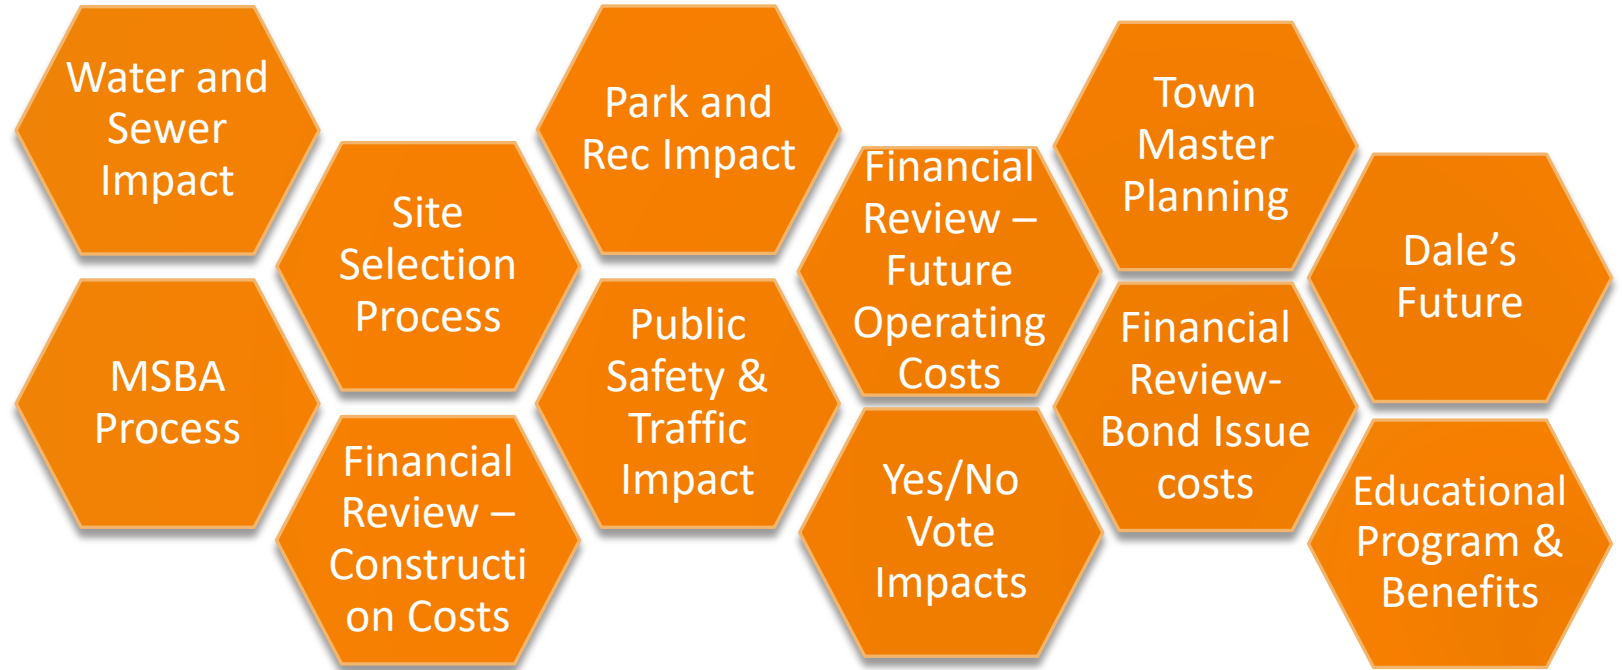 Water and
Sewer
Impact
MSBA
Process
Site
Selection
Process
Financial
Review –
Constructi
on Costs
Park and
Rec Impact
Public
Safety &
Traffic
Impact
Financial
Review –
Future
Operating
Costs
Yes/No
Vote
Impacts
Town
Master
Planning
Financial
Review-
Bond Issue
costs
Dale’s
Future
Educational
Program &
Benefits